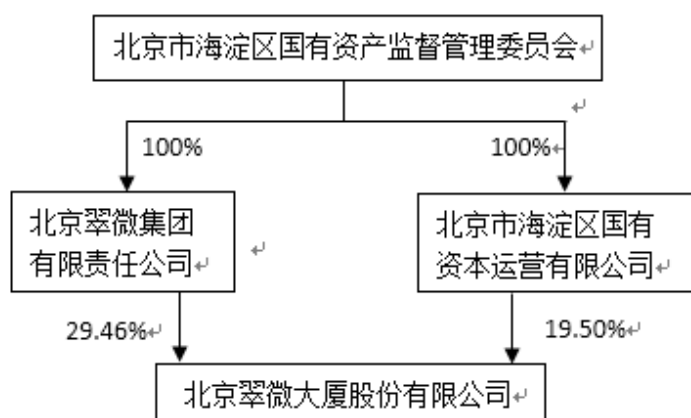 北京市海淀区国有资产监督管理委员会
100%
100%
北京翠微集团
有限责任公司
北京市海淀区国有
资本运营有限公司
29.46%
19.50%
北京翠微大厦股份有限公司